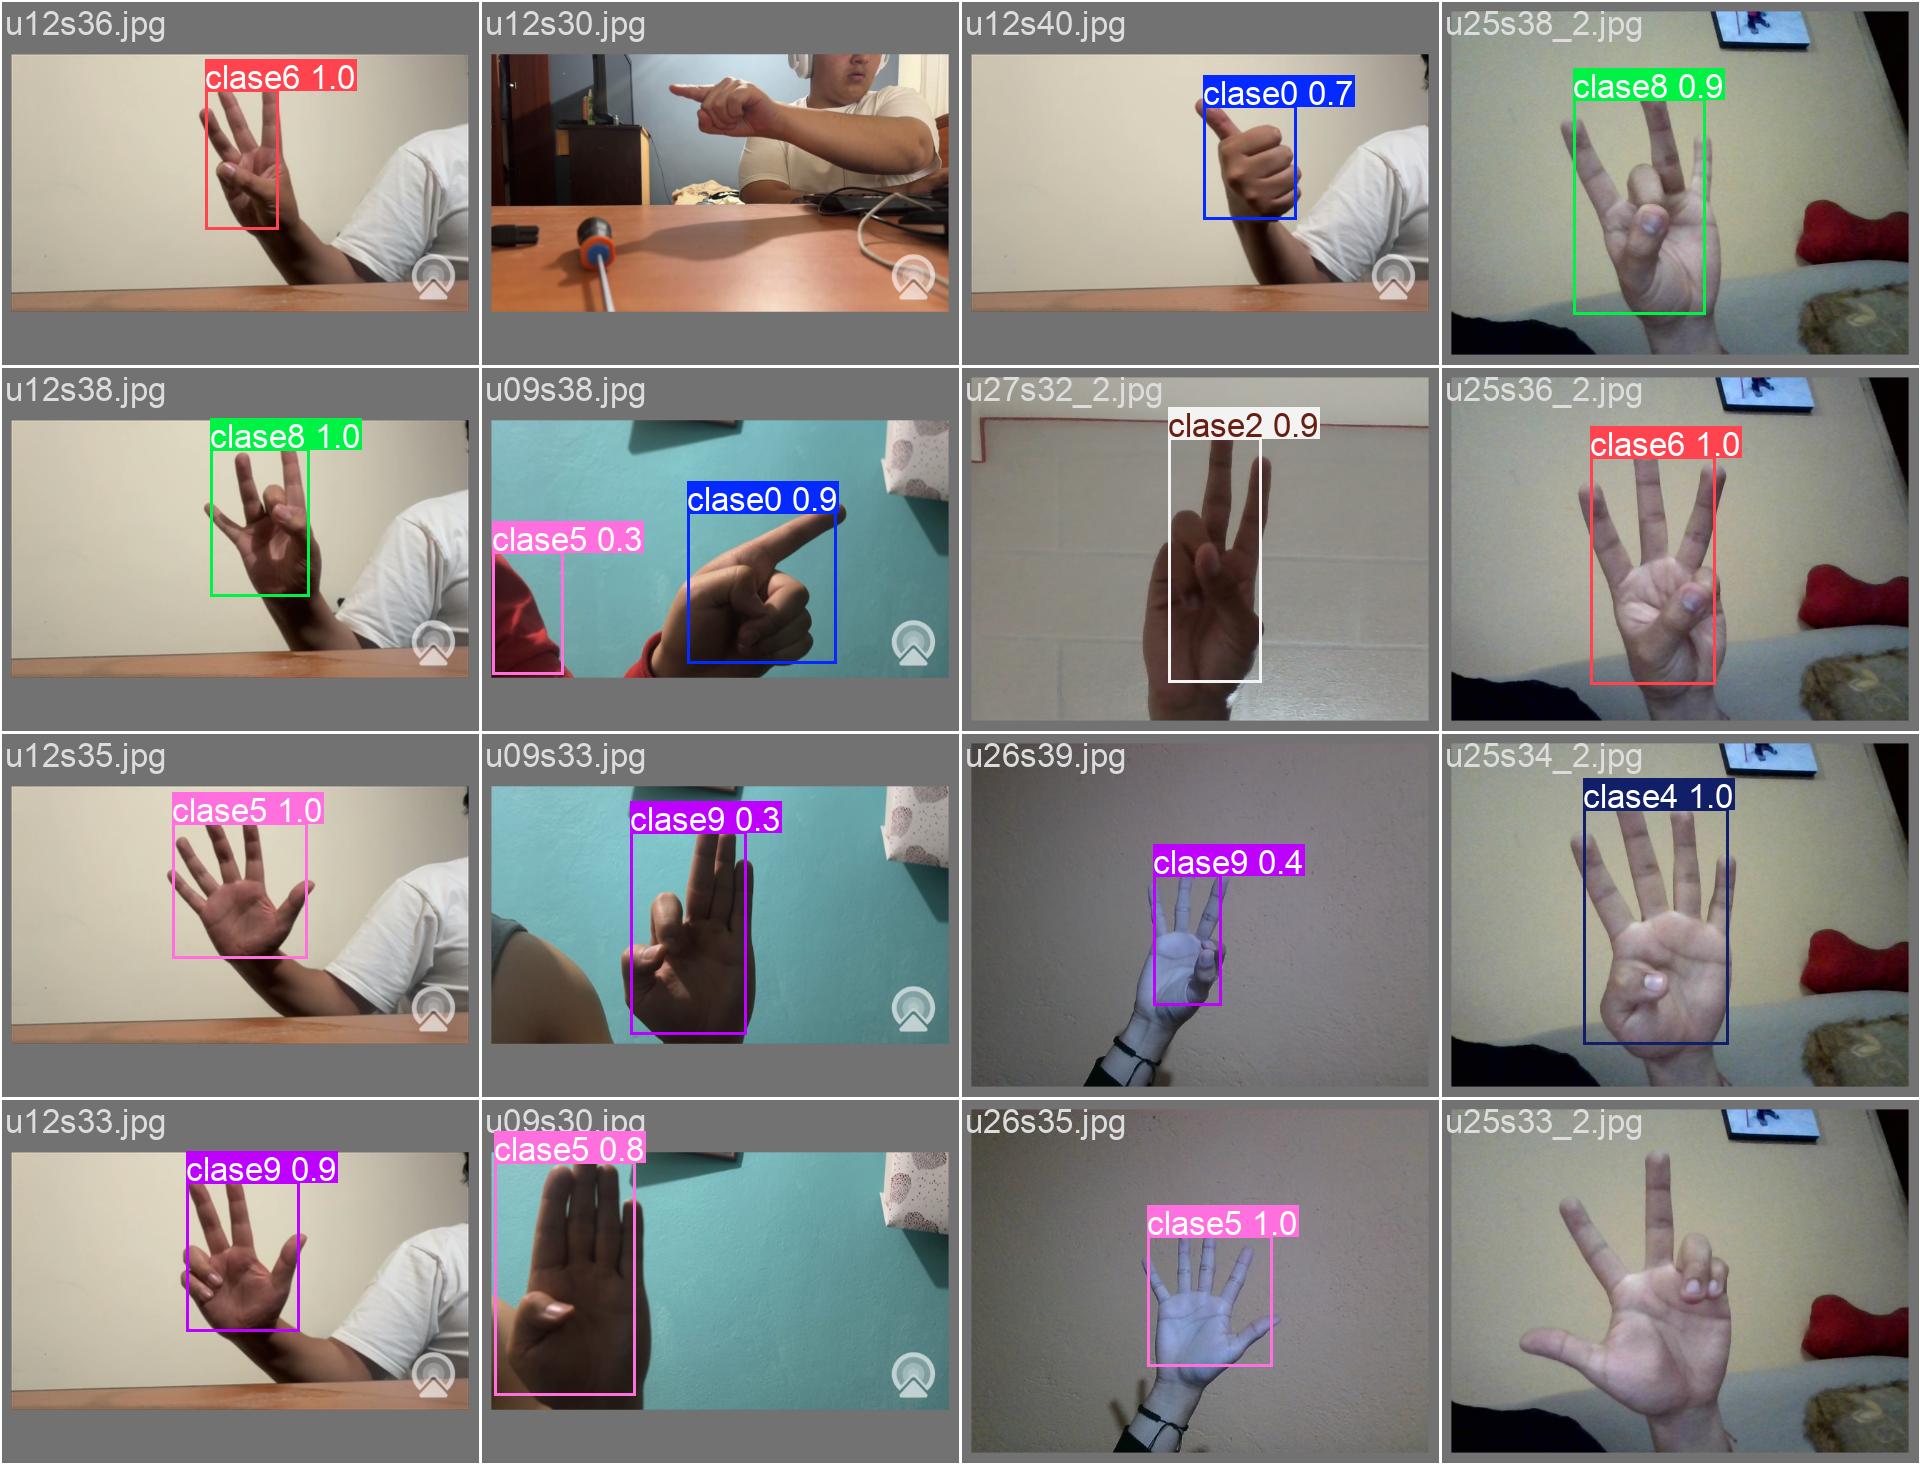 u12s36.jpg
clase6 1.0
u12s30.jpg
u12s40.jpg
clase0 0.7
u25s38_2.jpg
clase8 0.9
u12s38.jpg
clase8 1.0
u09s38.jpg
clase0 0.9
clase5 0.3
u27s32_2.jpg
clase2 0.9
u25s36_2.jpg
clase6 1.0
u12s35.jpg
clase5 1.0
u09s33.jpg
clase9 0.3
u26s39.jpg
clase9 0.4
u25s34_2.jpg
clase4 1.0
u12s33.jpg
clase9 0.9
u09s30.jpg
clase5 0.8
u26s35.jpg
clase5 1.0
u25s33_2.jpg